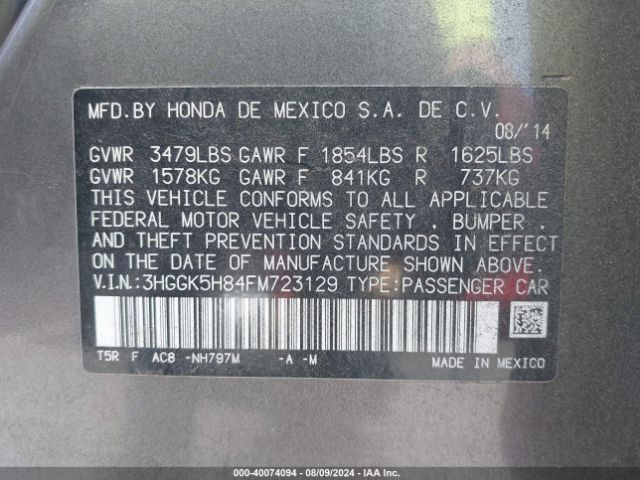 MFD.BY HONDA DE MEXICO S.A. DE C.V.
08/'14
GVWR 3479LBS GAWR F 1854LBS R 1625LBS
GVWR 1578KG GAWR F 841KG R 737KG
THIS VEHICLE CONFORMS TO ALL APPLICABLE
FEDERAL MOTOR VEHICLE SAFETY , BUMPER ,
AND THEFT PREVENTION STANDARDS IN EFFECT
ON THE DATE OF MANUFACTURE SHOWN ABOVE.
V.I.N.:3HGGK5H84FM723129 TYPE:PASSENGER CAR
T5R F AC8 -NH797M -A -M MADE IN MEXICO
000-40074094 - 08/09/2024 - IAA Inc.